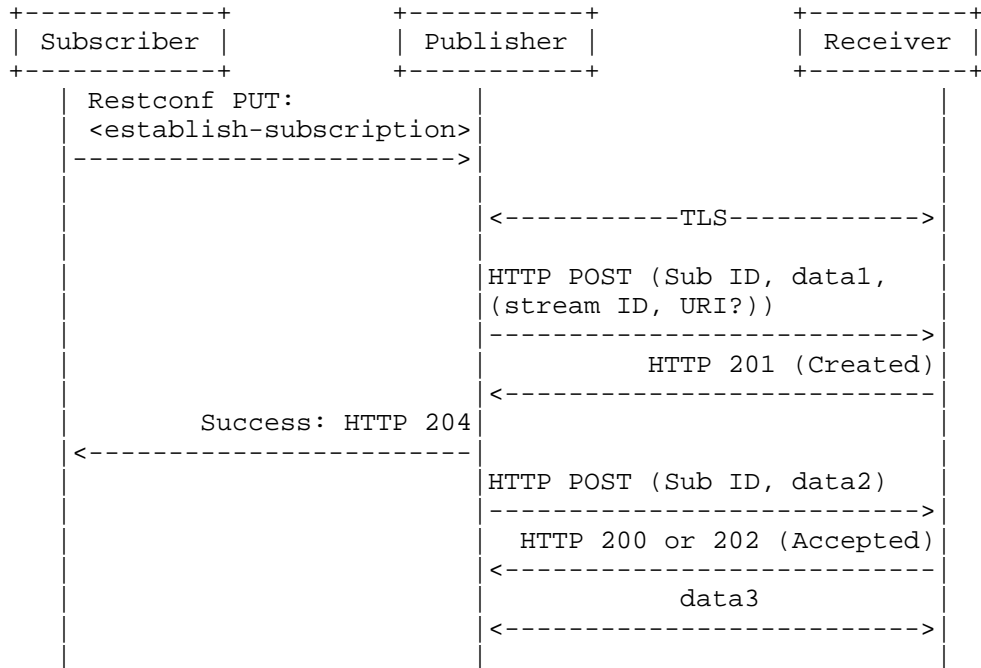 Subscriber Publisher Receiver
Restconf PUT:
<establish-subscription>
TLS
HTTP POST (Sub ID, data1,
(stream ID, URI?))
HTTP 201 (Created)
Success: HTTP 204
HTTP POST (Sub ID, data2)
HTTP 200 or 202 (Accepted)
data3